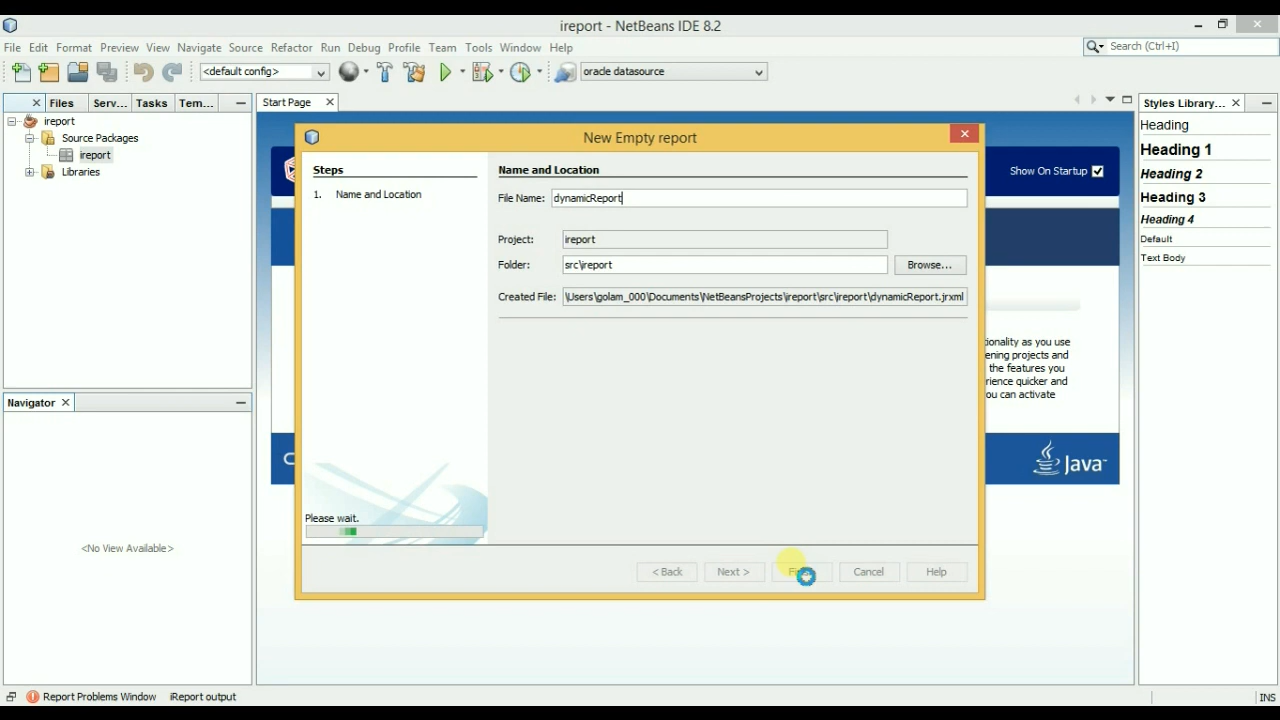 ireport - NetBeans IDE 8.2
File Edit Format Preview View Navigate Source Refactor Run Debug Profile Team Tools Window Help
Search (Ctrl+I)
<default config>
oracle datasource
Files Serv... Tasks Tem...
Start Page
Styles Library...
ireport
Source Packages
ireport
Libraries
New Empty report
Steps
1. Name and Location
Name and Location
File Name: dynamicReport
Project: ireport
Folder: src\ireport
Browse...
Created File: \Users\golam_000\Documents\NetBeansProjects\ireport\src\ireport\dynamicReport.jrxml
Please wait.
< Back Next > Cancel Help
Show On Startup
ionality as you use
ening projects and
the features you
rience quicker and
ou can activate
Java
Heading
Heading 1
Heading 2
Heading 3
Heading 4
Default
Text Body
Navigator
<No View Available>
Report Problems Window iReport output
INS